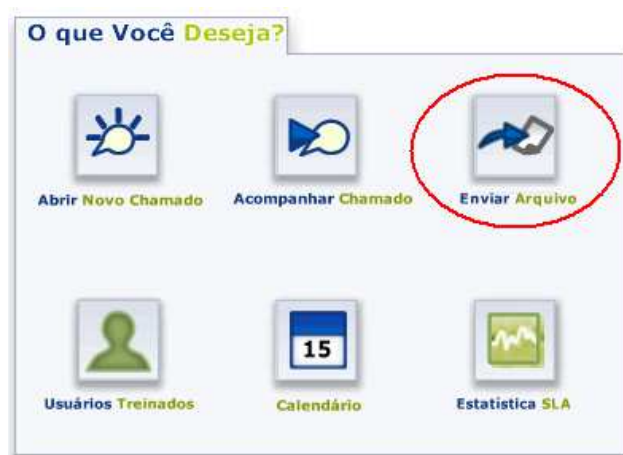 O que Você Deseja?
Abrir Novo Chamado
Acompanhar Chamado
Enviar Arquivo
15
Usuários Treinados
Calendário
Estatística SLA